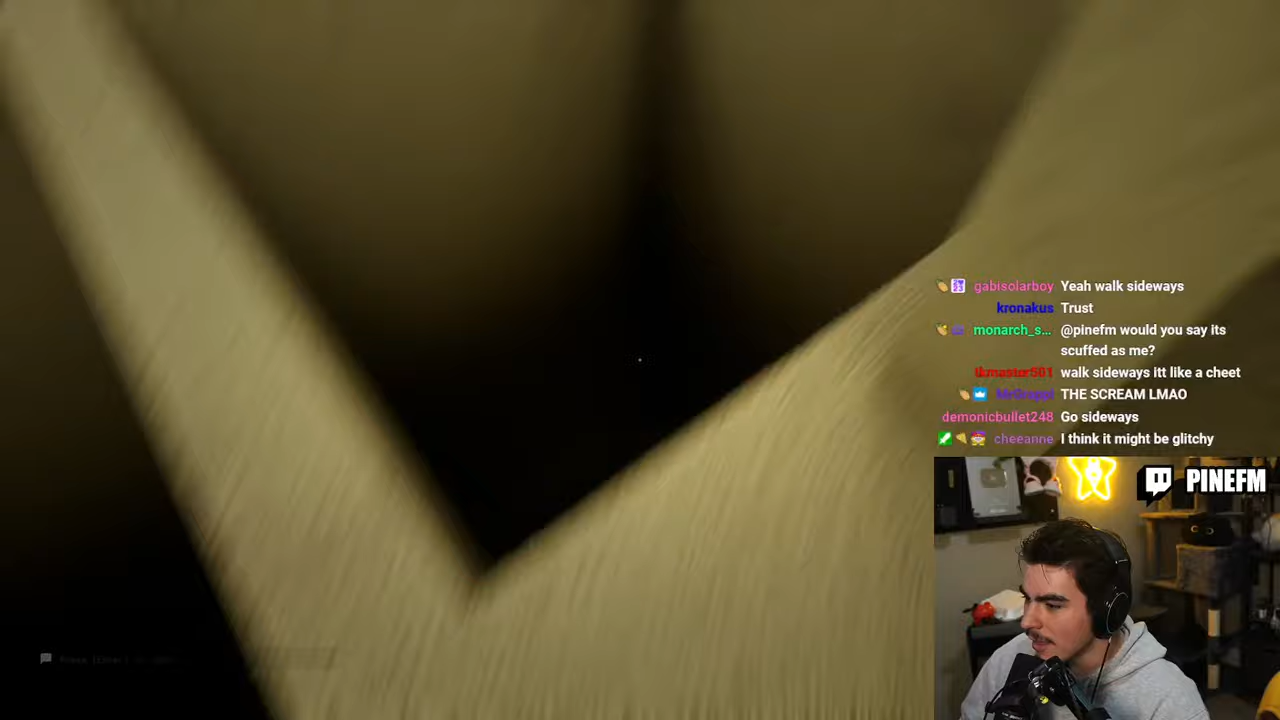 gabisolarboy Yeah walk sideways
kronakus Trust
monarch_s... @pinefm would you say its
scuffed as me?
walk sideways itt like a cheet
THE SCREAM LMAO
demonicbullet248 Go sideways
cheeanne I think it might be glitchy
PINEFM